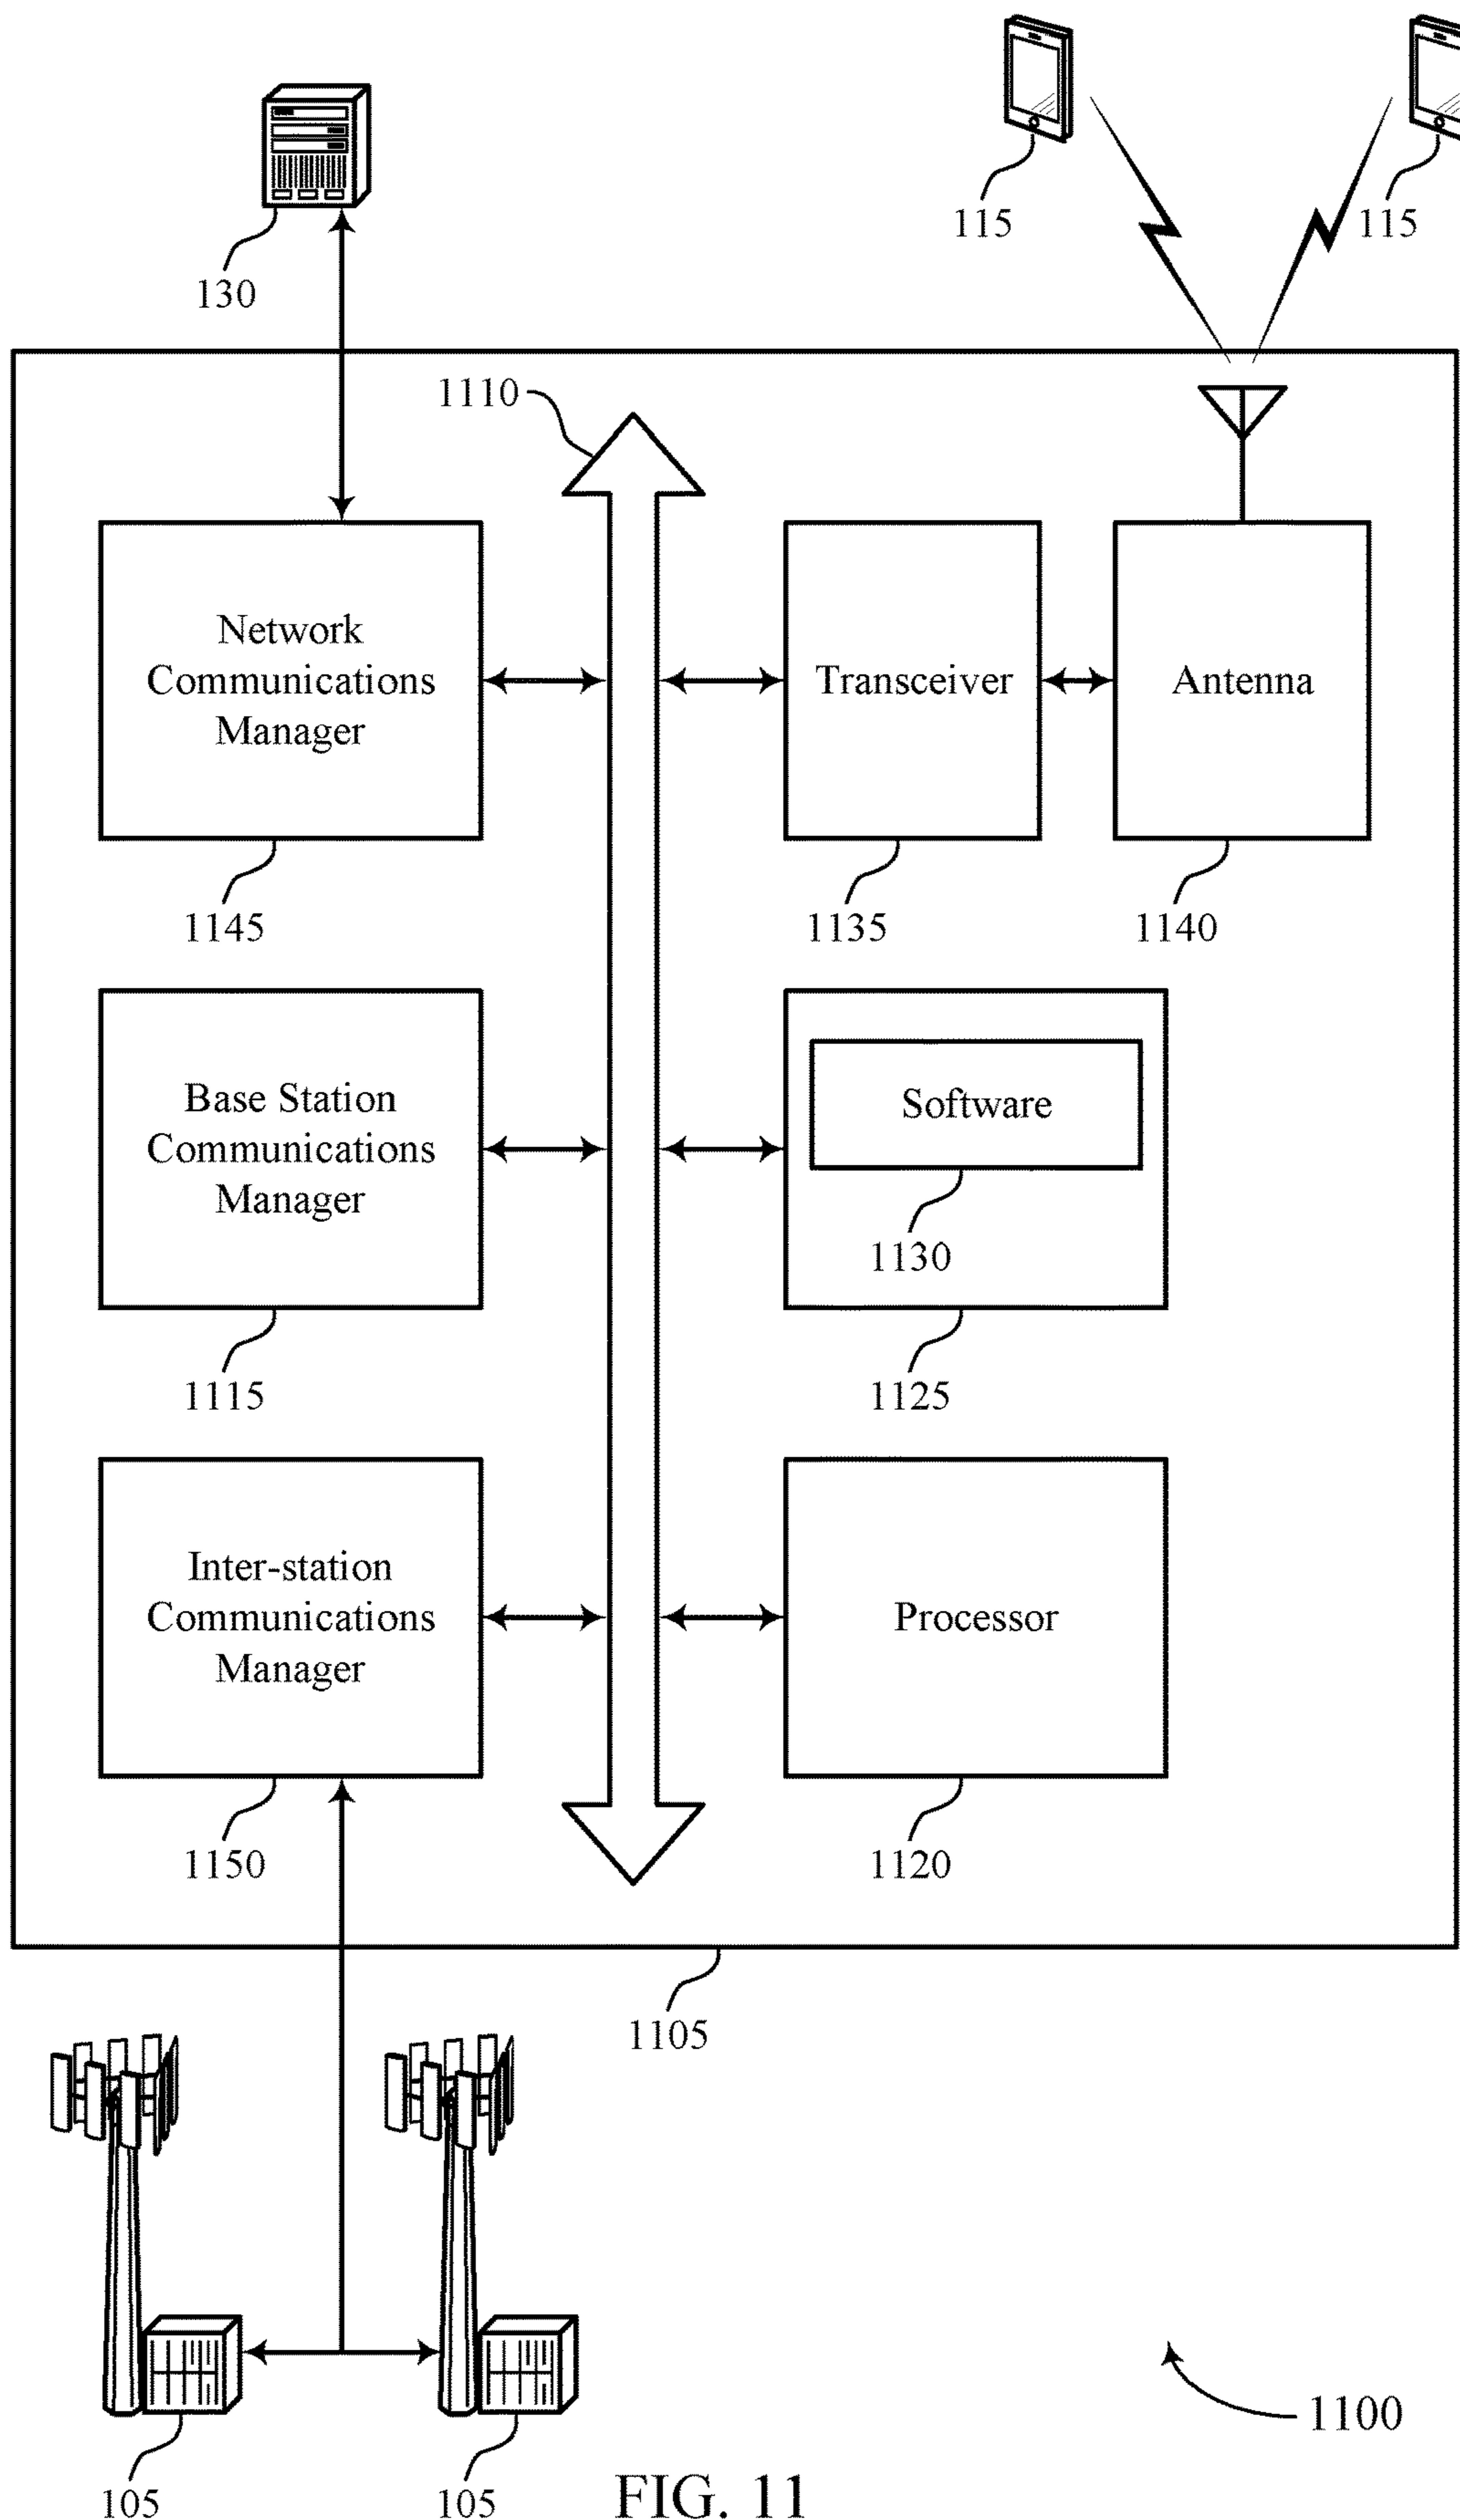 115
115
130
1110
Network
Communications
Manager
Transceiver
Antenna
1145
1135
1140
Base Station
Communications
Manager
Software
1130
1115
1125
Inter-station
Communications
Manager
Processor
1150
1120
1105
1100
105
105
FIG. 11